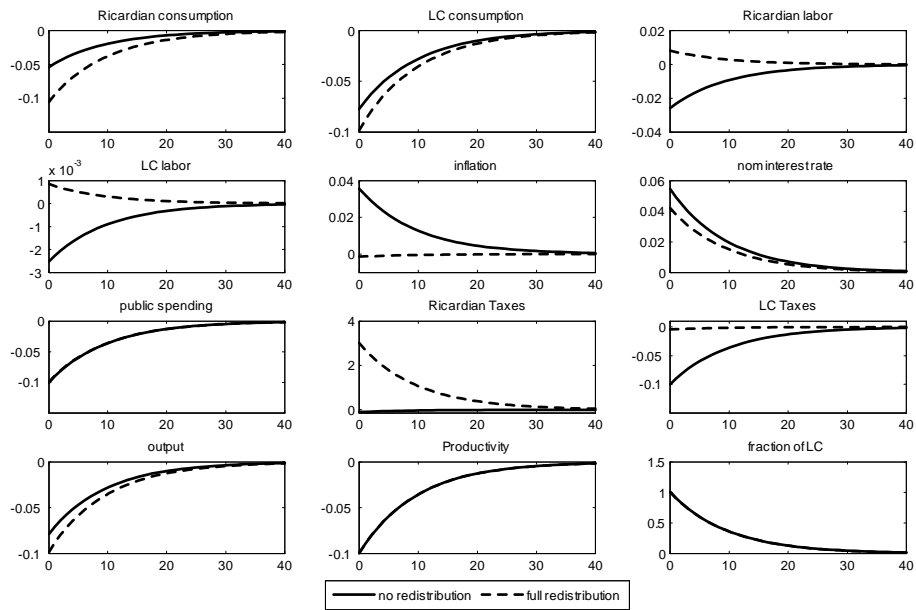 Ricardian consumption
0
-0.05
-0.1
0 10 20 30 40
LC consumption
0
-0.05
-0.1
0 10 20 30 40
Ricardian labor
0.02
0
-0.02
-0.04
0 10 20 30 40
LC labor
x 10-3
1
0
-1
-2
-3
0 10 20 30 40
inflation
0.04
0.02
0
0 10 20 30 40
nom interest rate
0.06
0.04
0.02
0
0 10 20 30 40
public spending
0
-0.05
-0.1
0 10 20 30 40
Ricardian Taxes
4
2
0
0 10 20 30 40
LC Taxes
0
-0.05
-0.1
0 10 20 30 40
output
0
-0.05
-0.1
0 10 20 30 40
Productivity
0
-0.05
-0.1
0 10 20 30 40
fraction of LC
1.5
1
0.5
0
0 10 20 30 40
no redistribution
full redistribution